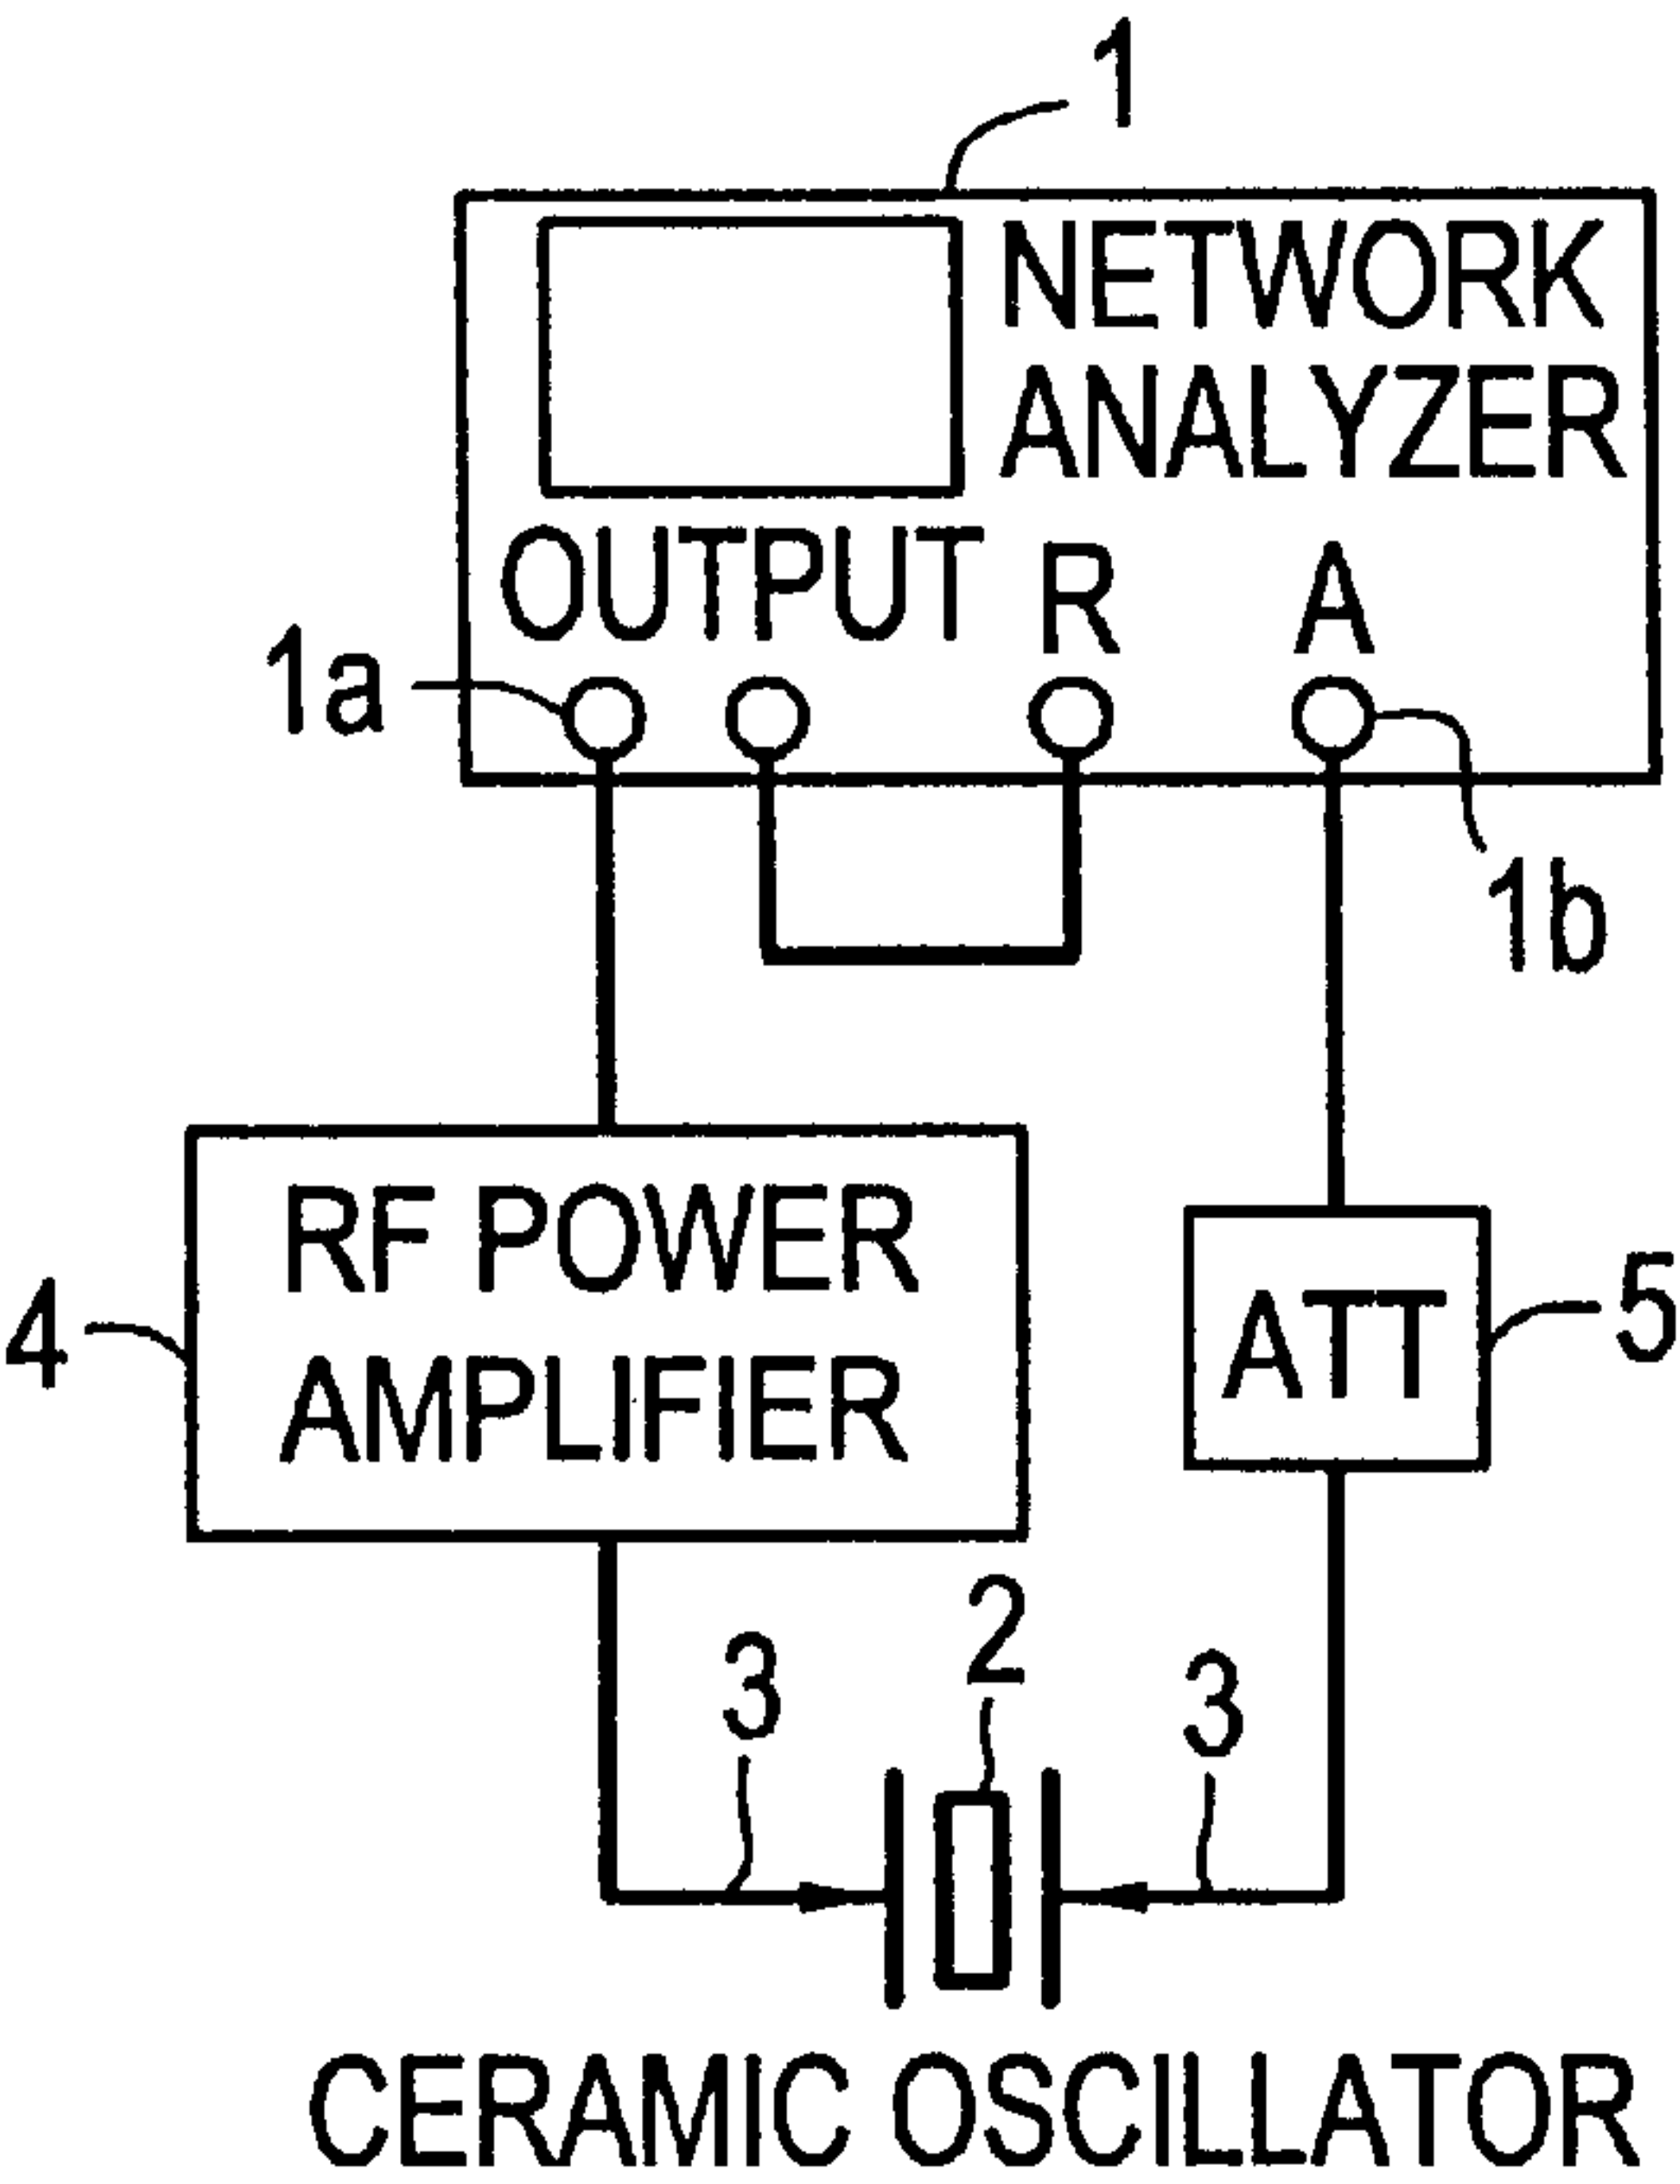 1
NETWORK
ANALYZER
OUTPUT R A
1a
1b
RF POWER
AMPLIFIER
4
ATT
5
2
3
3
CERAMIC OSCILLATOR